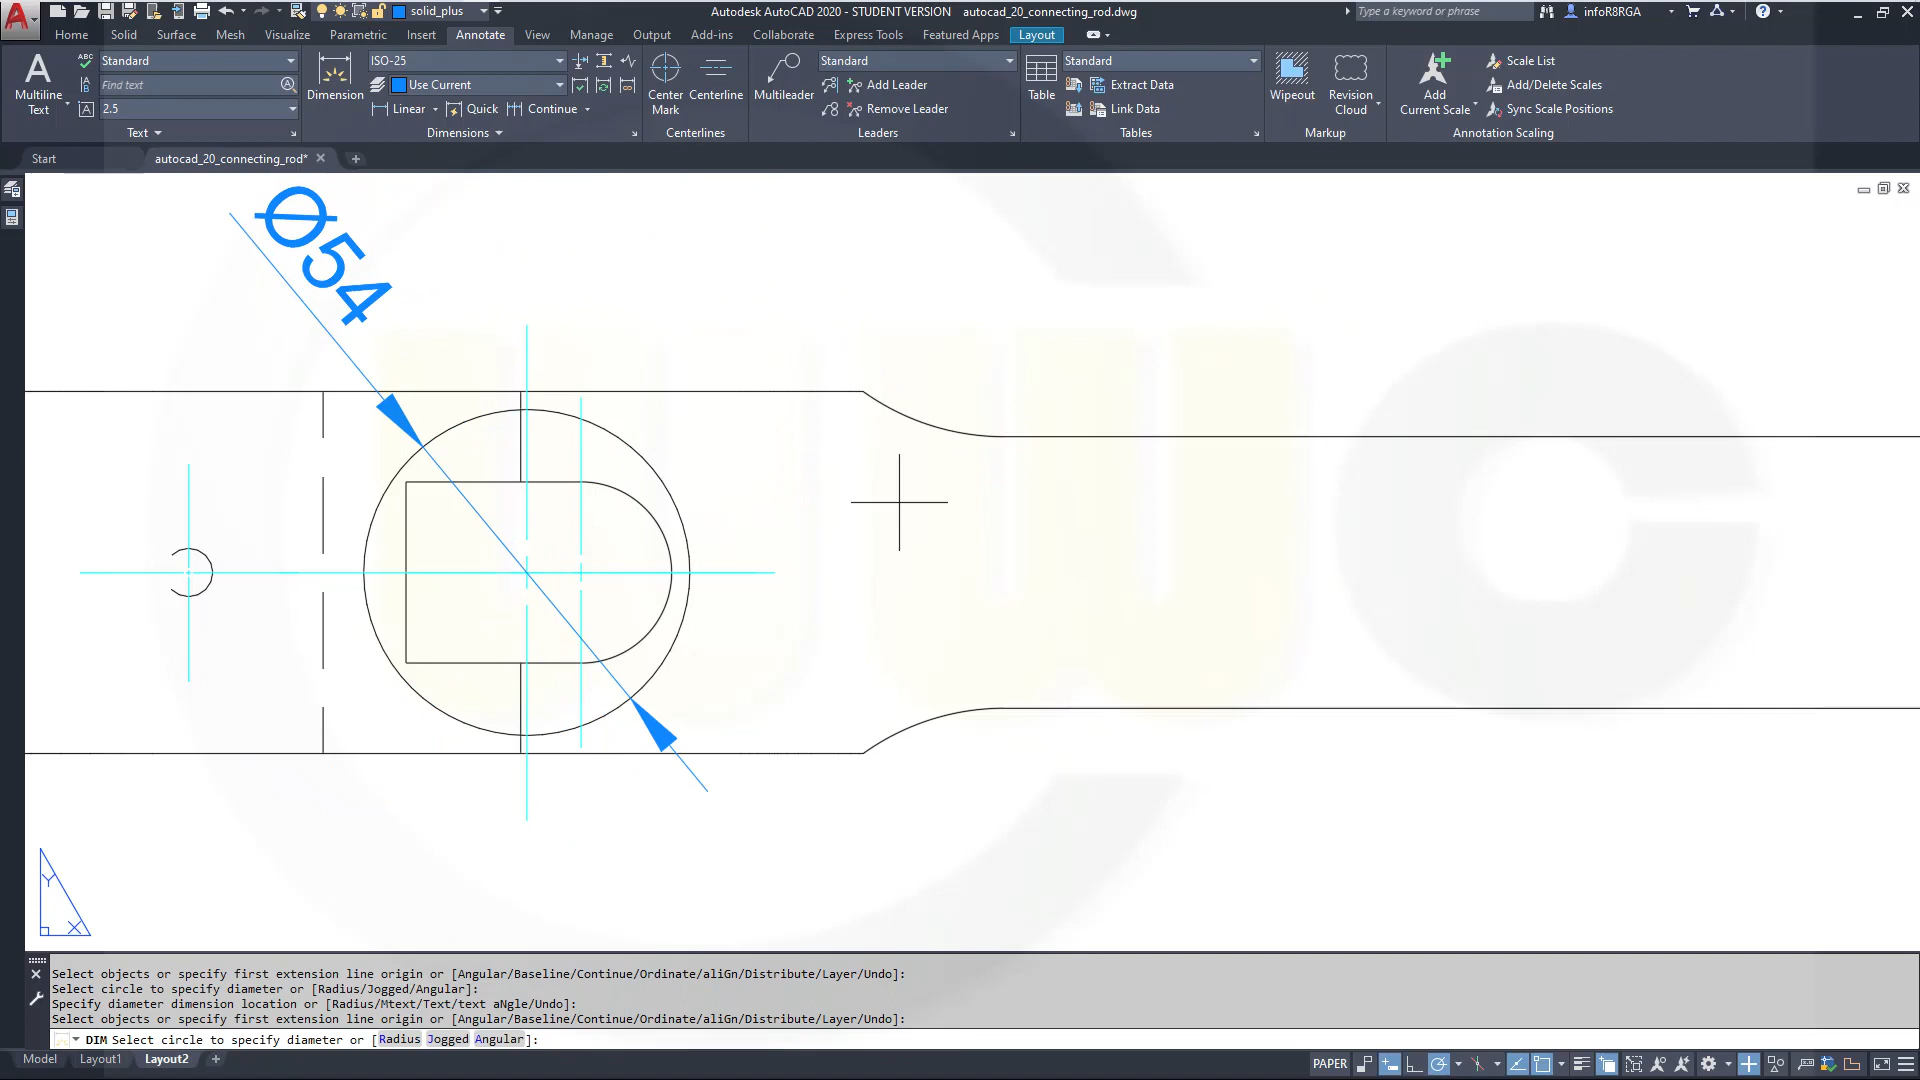 solid_plus
Autodesk AutoCAD 2020 - STUDENT VERSION autocad_20_connecting_rod.dwg
Type a keyword or phrase
infoR8RGA
Home Solid Surface Mesh Visualize Parametric Insert Annotate View Manage Output Add-ins Collaborate Express Tools Featured Apps Layout
Multiline
Text
ABC
Standard
Find text
2.5
Text
Dimension
ISO-25
Use Current
Linear Quick Continue
Dimensions
Center
Mark
Centerline
Centerlines
Multileader
Standard
Add Leader
Remove Leader
Leaders
Table
Standard
Extract Data
Link Data
Tables
Wipeout
Revision
Cloud
Markup
Add
Current Scale
Scale List
Add/Delete Scales
Sync Scale Positions
Annotation Scaling
Start
autocad_20_connecting_rod*
Ø54
Y
X
Select objects or specify first extension line origin or [Angular/Baseline/Continue/Ordinate/aliGn/Distribute/Layer/Undo]:
Select circle to specify diameter or [Radius/Jogged/Angular]:
Specify diameter dimension location or [Radius/Mtext/Text/text aNgle/Undo]:
Select objects or specify first extension line origin or [Angular/Baseline/Continue/Ordinate/aliGn/Distribute/Layer/Undo]:
DIM Select circle to specify diameter or [Radius Jogged Angular]:
Model Layout1 Layout2
PAPER